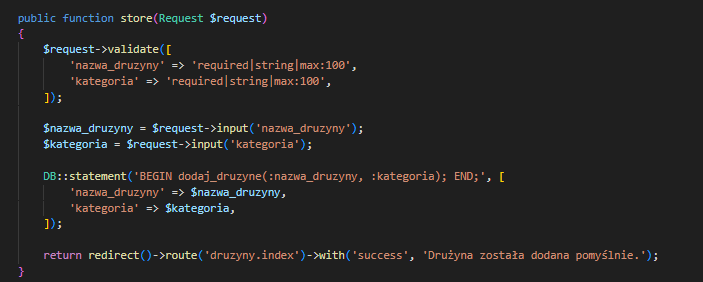 public function store(Request $request)
{
    $request->validate([
        'nazwa_druzyny' => 'required|string|max:100',
        'kategoria' => 'required|string|max:100',
    ]);

    $nazwa_druzyny = $request->input('nazwa_druzyny');
    $kategoria = $request->input('kategoria');

    DB::statement('BEGIN dodaj_druzyne(:nazwa_druzyny, :kategoria); END;', [
        'nazwa_druzyny' => $nazwa_druzyny,
        'kategoria' => $kategoria,
    ]);

    return redirect()->route('druzyny.index')->with('success', 'Drużyna została dodana pomyślnie.');
}